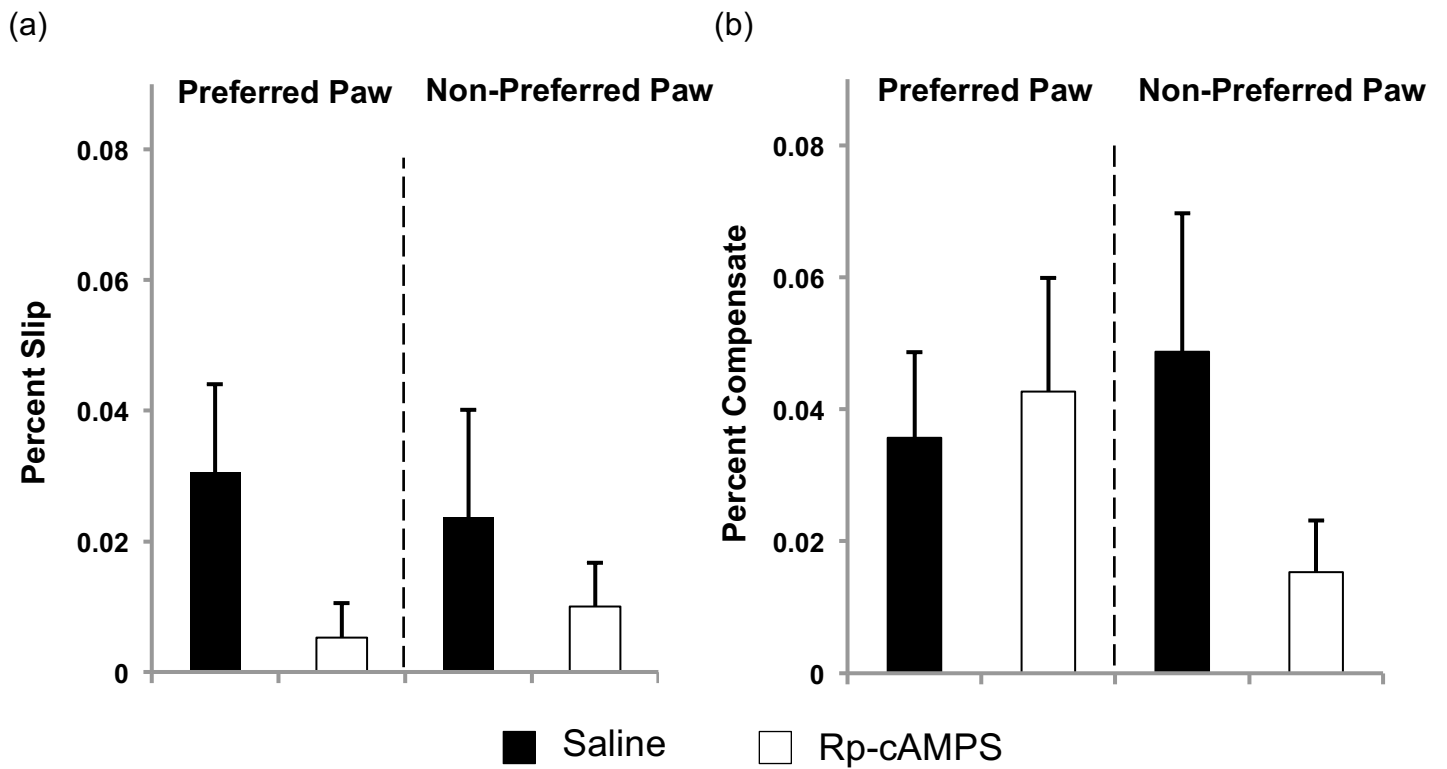 (a)
Preferred Paw
Non-Preferred Paw
Percent Slip
0.08
0.06
0.04
0.02
0
(b)
Preferred Paw
Non-Preferred Paw
Percent Compensate
0.08
0.06
0.04
0.02
0
Saline
Rp-cAMPS